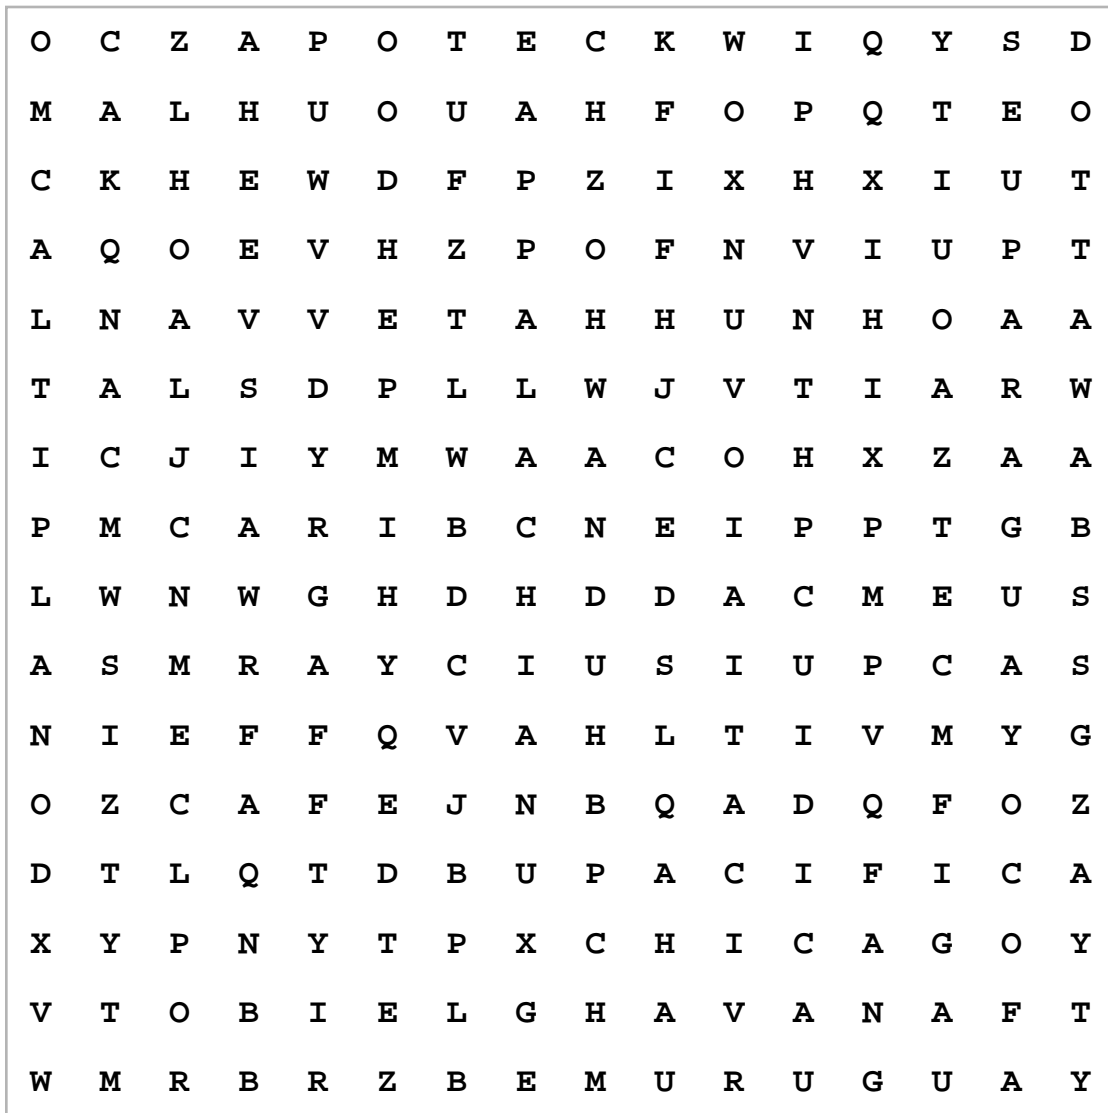 O C Z A P O T E C K W I Q Y S D
M A L H U O U A H F O P Q T E O
C K H E W D F P Z I X H X I U T
A Q O E V H Z P O F N V I U P T
L N A V V E T A H H U N H O A A
T A L S D P L L W J V T I A R W
I C J I Y M W A A C O H X Z A A
P M C A R I B C N E I P P T G B
L W N W G H D H D D A C M E U S
A S M R A Y C I U S I U P C A S
N I E F F Q V A H L T I V M Y G
O Z C A F E J N B Q A D Q F O Z
D T L Q T D B U P A C I F I C A
X Y P N Y T P X C H I C A G O Y
V T O B I E L G H A V A N A F T
W M R B R Z B E M U R U G U A Y